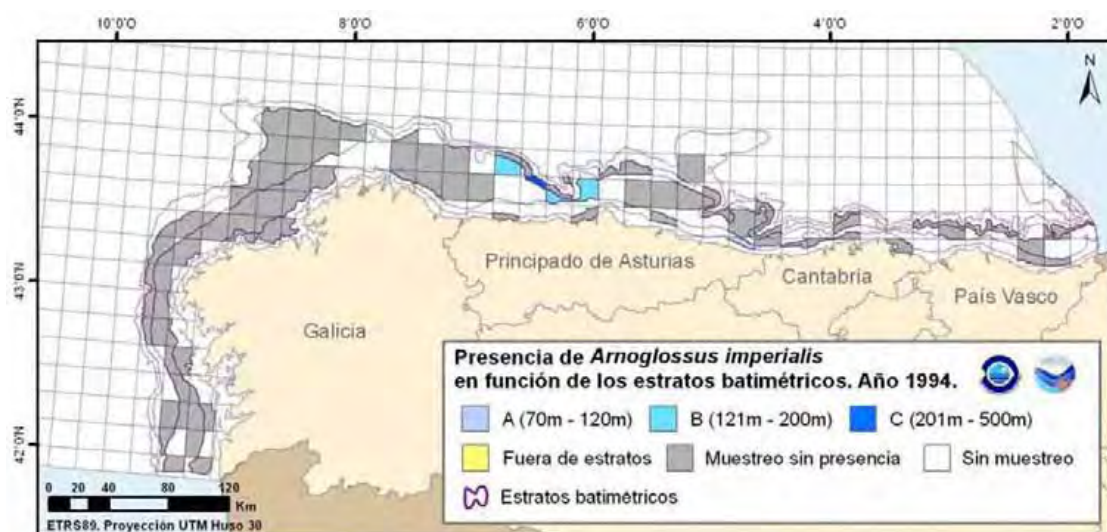 10°0'O 8°0'O 6°0'O 4°0'O 2°0'O
N
44°0'N
43°0'N
42°0'N
Principado de Asturias
Cantabria
País Vasco
Galicia
Presencia de Arnoglossus imperialis
en función de los estratos batimétricos. Año 1994.
A (70m - 120m) B (121m - 200m) C (201m - 500m)
Fuera de estratos Muestreo sin presencia Sin muestreo
Estratos batimétricos
0 20 40 80 120
Km
ETRS89. Proyección UTM Huso 30